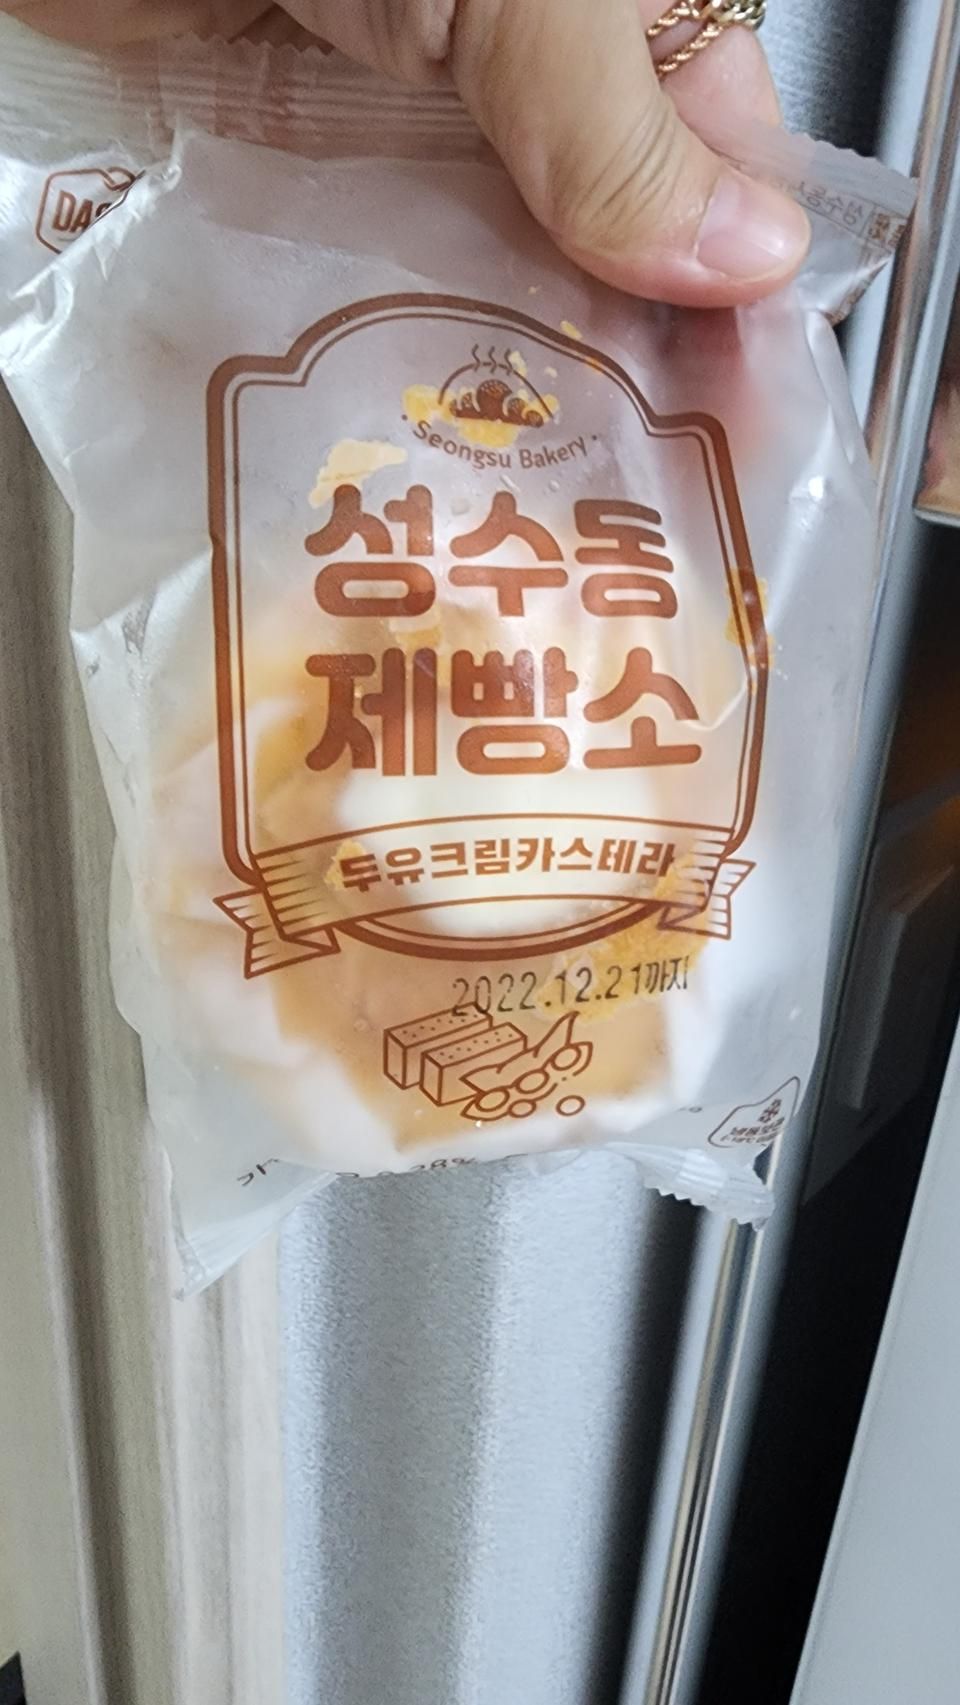 Seongsu Bakery
성수동
제빵소
두유크림카스테라
2022.12.21까지